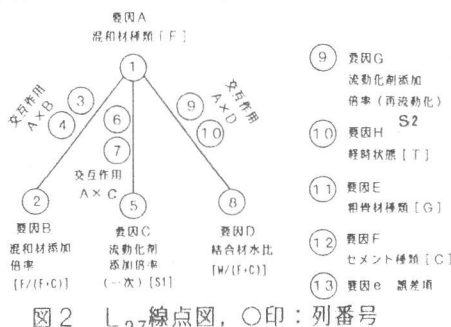 要因A
混和材種類[F]
1
交互作用
A×B
3
4
6
7
交互作用
A×C
交互作用
A×D
9
10
2
5
8
要因B
混和材添加
倍率
[F/(F+C)]
要因C
流動化剤
添加倍率
(一次)[S1]
要因D
結合材水比
[W/(F+C)]
9 要因G
流動化剤添加
倍率(再流動化)
S2
10 要因H
軽時状態[T]
11 要因E
粗骨材種類[G]
12 要因F
セメント種類[C]
13 要因e 誤差項
図2 L₂₇線点図,○印:列番号